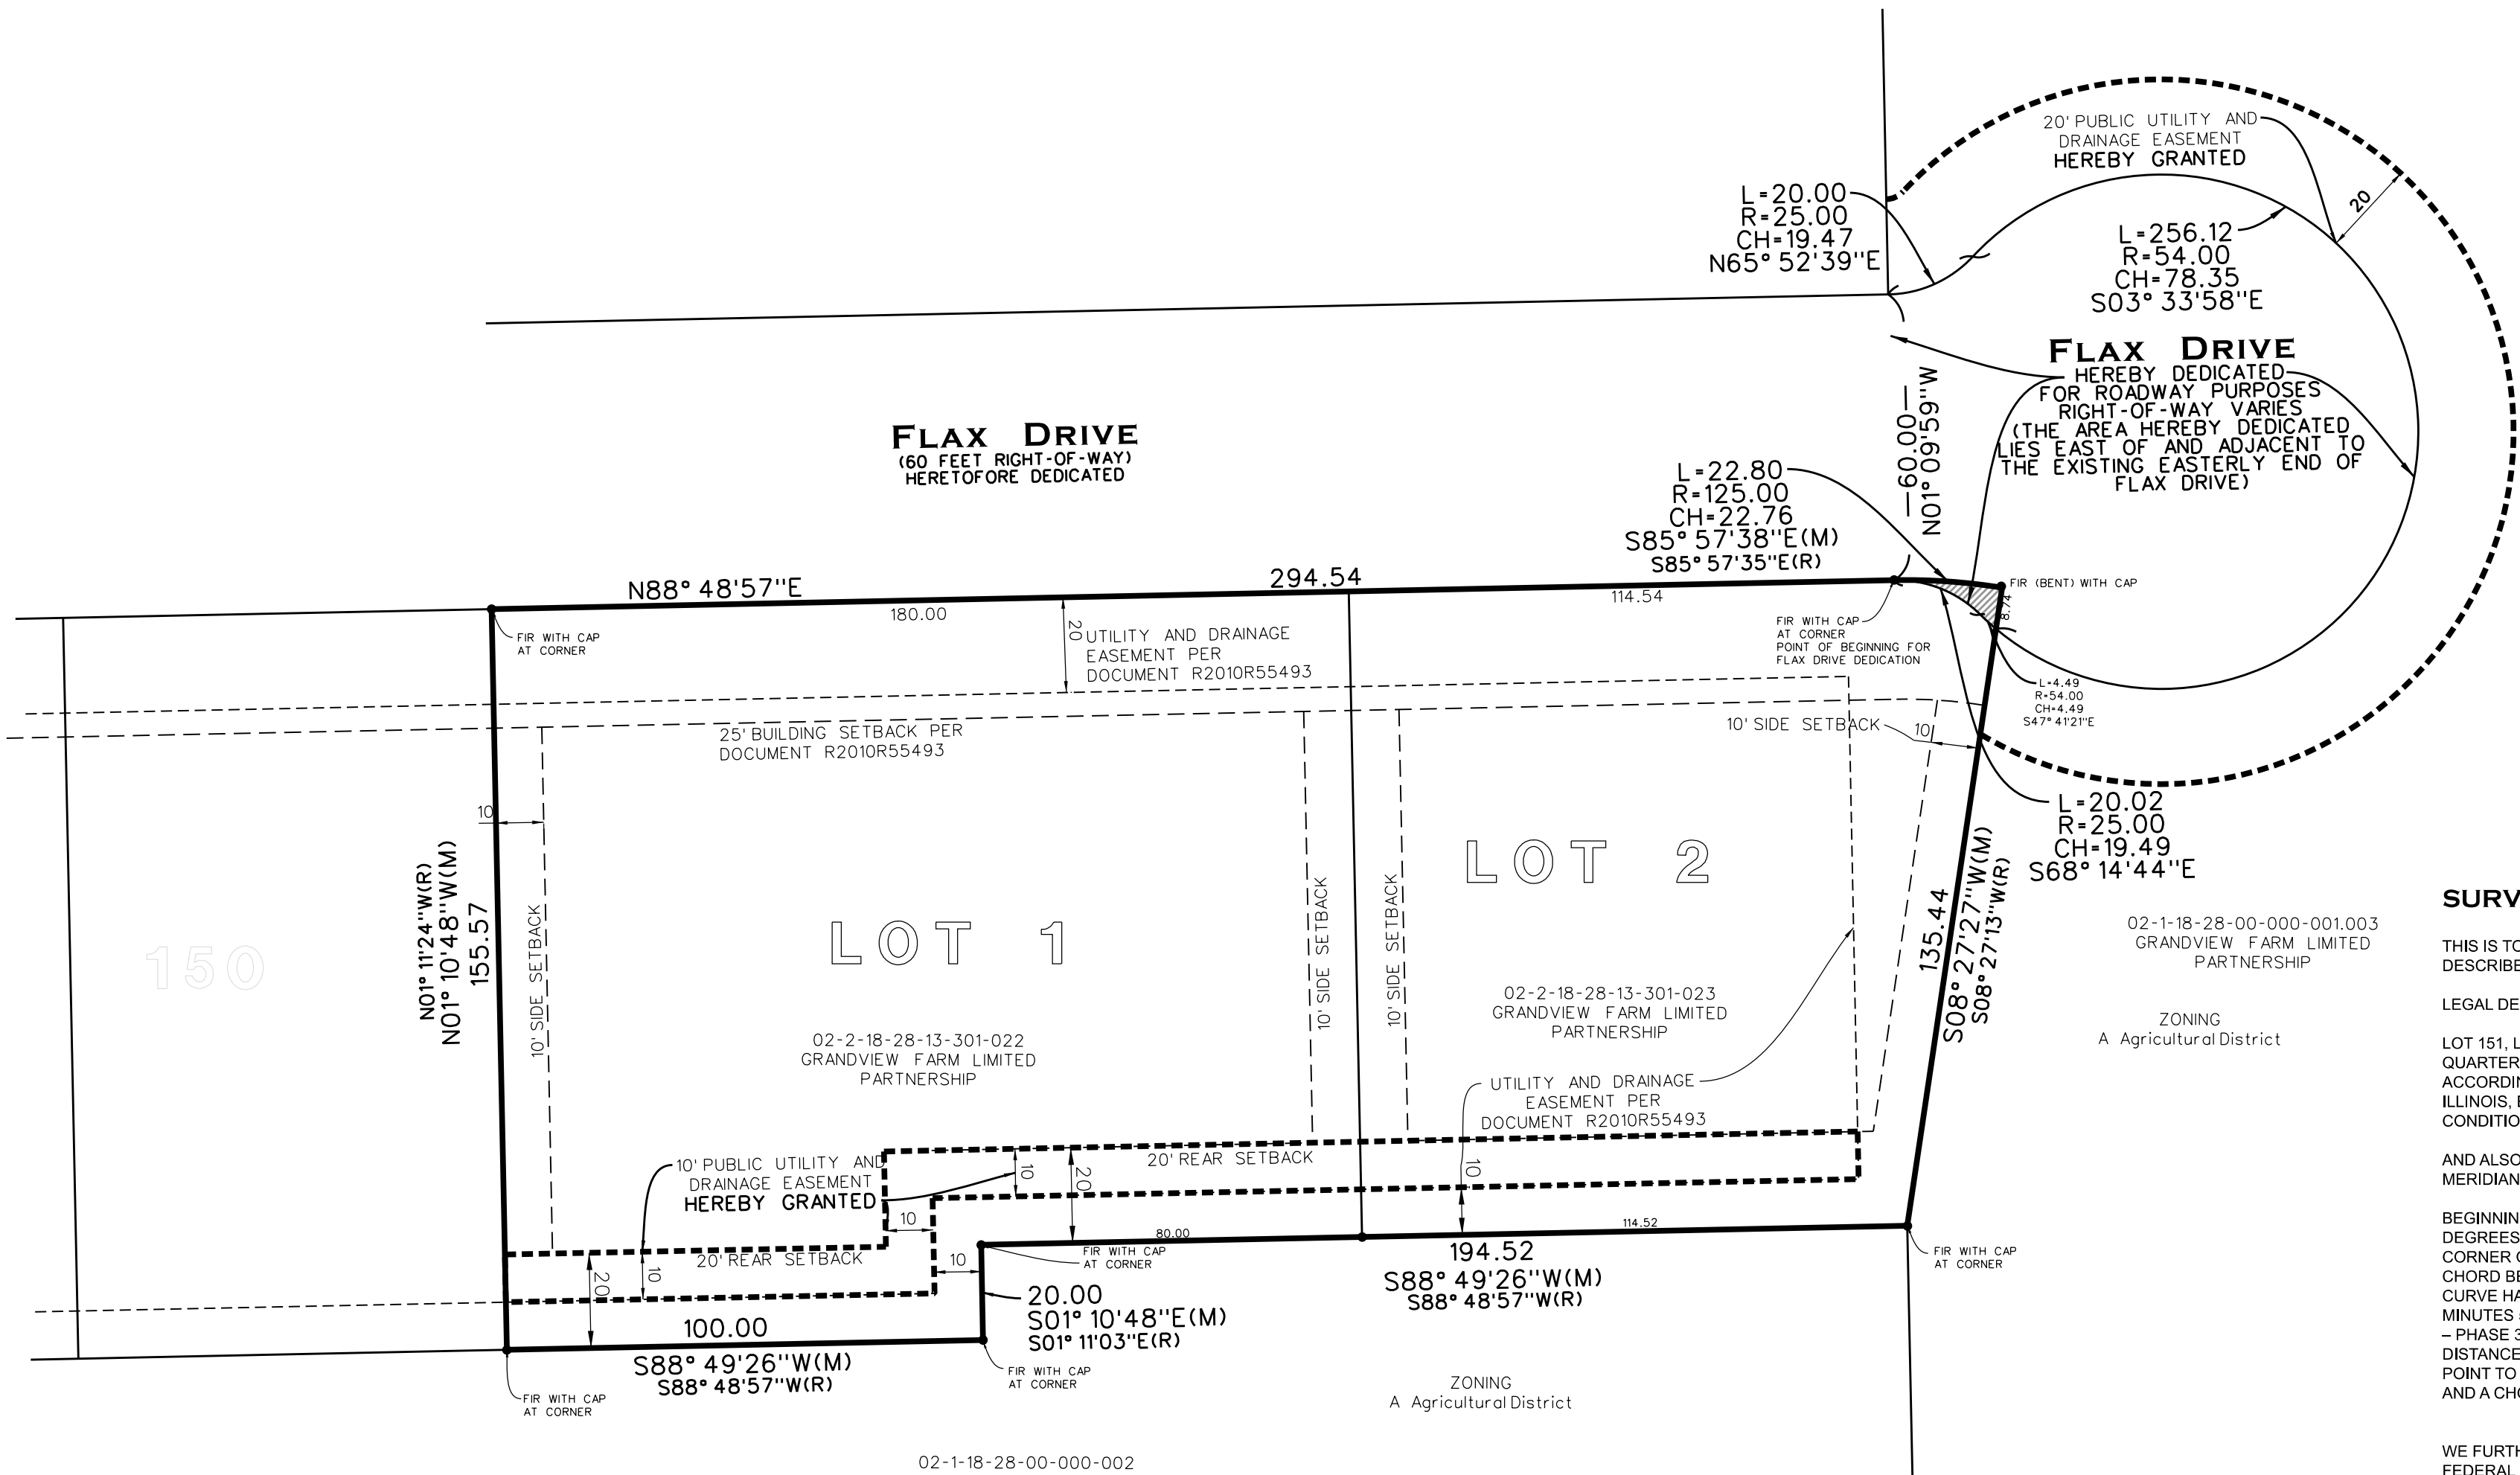 20' PUBLIC UTILITY AND
DRAINAGE EASEMENT
HEREBY GRANTED
20
L=20.00
R=25.00
CH=19.47
N65° 52'39"E
L=256.12
R=54.00
CH=78.35
S03° 33'58"E
FLAX DRIVE
HEREBY DEDICATED
FOR ROADWAY PURPOSES
RIGHT-OF-WAY VARIES
(THE AREA HEREBY DEDICATED
LIES EAST OF AND ADJACENT TO
THE EXISTING EASTERLY END OF
FLAX DRIVE)
60.00
N01° 09'59"W
FLAX DRIVE
(60 FEET RIGHT-OF-WAY)
HERETOFORE DEDICATED
L=22.80
R=125.00
CH=22.76
S85° 57'38"E(M)
S85° 57'35"E(R)
N88° 48'57"E
294.54
180.00
114.54
FIR (BENT) WITH CAP
8.74
FIR WITH CAP
AT CORNER
20
UTILITY AND DRAINAGE
EASEMENT PER
DOCUMENT R2010R55493
FIR WITH CAP
AT CORNER
POINT OF BEGINNING FOR
FLAX DRIVE DEDICATION
L=4.49
R=54.00
CH=4.49
S47° 41'21"E
25' BUILDING SETBACK PER
DOCUMENT R2010R55493
10' SIDE SETBACK
10
10
L=20.02
R=25.00
CH=19.49
S68° 14'44"E
N01° 11'24"W(R)
N01° 10'48"W(M)
155.57
10' SIDE SETBACK
10' SIDE SETBACK
10' SIDE SETBACK
150
LOT 1
LOT 2
02-2-18-28-13-301-022
GRANDVIEW FARM LIMITED
PARTNERSHIP
02-2-18-28-13-301-023
GRANDVIEW FARM LIMITED
PARTNERSHIP
135.44
S08° 27'27"W(M)
S08° 27'13"W(R)
02-1-18-28-00-000-001.003
GRANDVIEW FARM LIMITED
PARTNERSHIP
ZONING
A Agricultural District
UTILITY AND DRAINAGE
EASEMENT PER
DOCUMENT R2010R55493
10' PUBLIC UTILITY AND
DRAINAGE EASEMENT
HEREBY GRANTED
10
20
20' REAR SETBACK
10
10
10
20' REAR SETBACK
20
10
80.00
114.52
FIR WITH CAP
AT CORNER
194.52
S88° 49'26"W(M)
S88° 48'57"W(R)
FIR WITH CAP
AT CORNER
20.00
S01° 10'48"E(M)
S01° 11'03"E(R)
100.00
S88° 49'26"W(M)
S88° 48'57"W(R)
FIR WITH CAP
AT CORNER
FIR WITH CAP
AT CORNER
ZONING
A Agricultural District
02-1-18-28-00-000-002
SURV
THIS IS TO
DESCRIBE
LEGAL DE
LOT 151, L
QUARTER
ACCORDIN
ILLINOIS,
CONDITIO
AND ALSO
MERIDIAN
BEGINNIN
DEGREES
CORNER
CHORD BE
CURVE HA
MINUTES
– PHASE 3
DISTANCE
POINT TO
AND A CHO
WE FURTH
FEDERAL